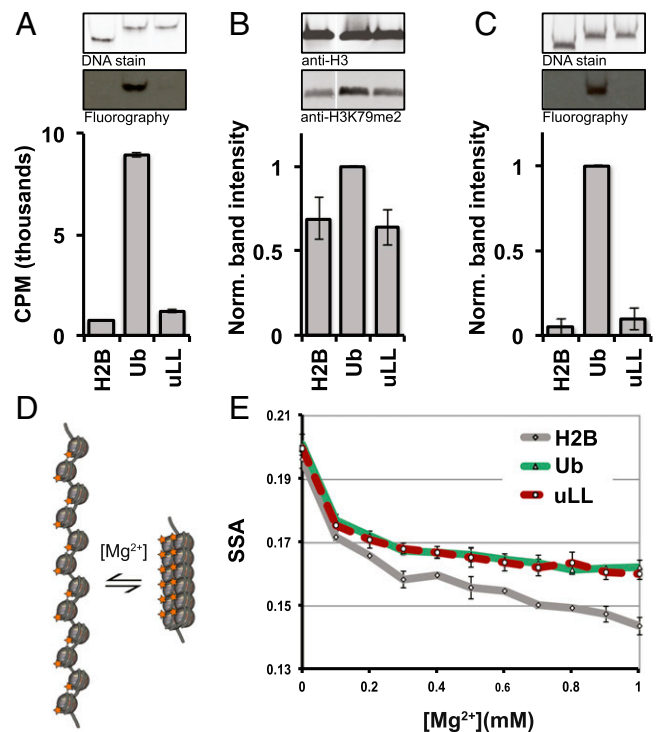 A
DNA stain
Flurography
CPM (thousands)
10
5
0
H2B
Ub
uLL
B
anti-H3
anti-H3K79me2
Norm. band intensity
1
0.5
0
H2B
Ub
uLL
C
DNA stain
Fluorography
Norm. band intensity
1
0.5
0
H2B
Ub
uLL
D
[Mg²⁺]
E
SSA
0.21
0.19
0.17
0.15
0.13
H2B
Ub
uLL
0
0.2
0.4
0.6
0.8
1
[Mg²⁺](mM)